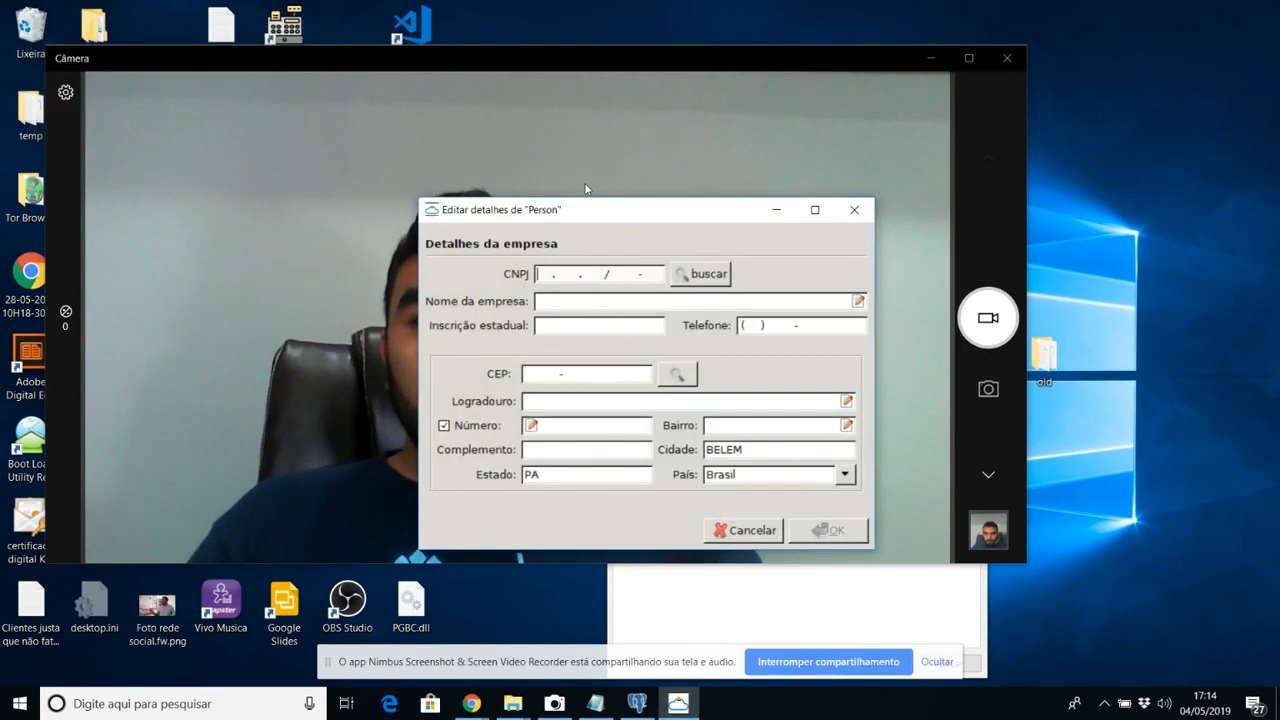 Lixeira
Câmera
temp
Tor Brow
28-05-20
10H18-30
Adobe
Digital E
0
Boot Loa
Utility R
certifica
digital K
old
Editar detalhes de "Person"
Detalhes da empresa
CNPJ . . / -
buscar
Nome da empresa:
Inscrição estadual:
Telefone: ( ) -
CEP: -
Logradouro:
Número:
Bairro:
Complemento:
Cidade: BELEM
Estado: PA
País: Brasil
Cancelar
OK
Clientes justa
que não fat...
desktop.ini
Foto rede
social.fw.png
Vivo Musica
Google
Slides
OBS Studio
PGBC.dll
napster
O app Nimbus Screenshot & Screen Video Recorder está compartilhando sua tela e áudio.
Interromper compartilhamento
Ocultar
Digite aqui para pesquisar
17:14
04/05/2019
27